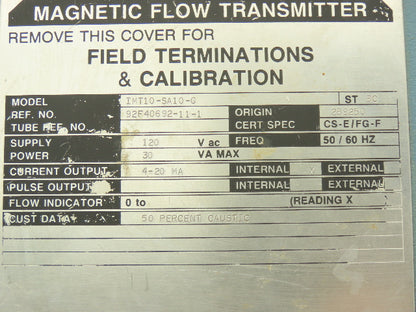 MAGNETIC FLOW TRANSMITTER
REMOVE THIS COVER FOR
FIELD TERMINATIONS
& CALIBRATION
MODEL IMT10-SA10-G ST
REF. NO. 92F40692-11-1 ORIGIN
TUBE REF. NO. CERT SPEC CS-E/FG-F
SUPPLY 120 V ac FREQ 50 / 60 HZ
POWER 30 VA MAX
CURRENT OUTPUT 4-20 MA INTERNAL X EXTERNAL
PULSE OUTPUT INTERNAL EXTERNAL
FLOW INDICATOR 0 to (READING X
CUST DATA 50 PERCENT CAUSTIC